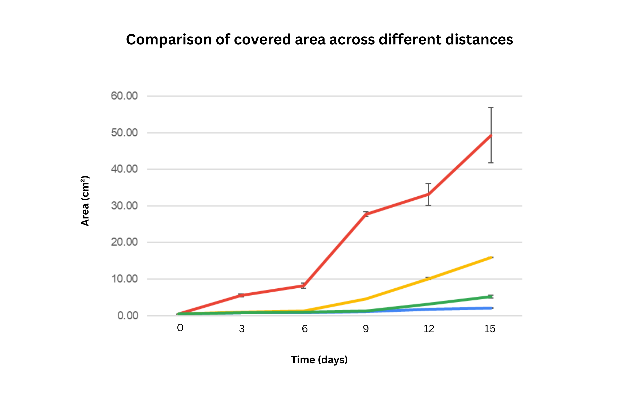 Comparison of covered area across different distances
60.00
50.00
40.00
30.00
20.00
10.00
0.00
Area (cm²)
0 3 6 9 12 15
Time (days)